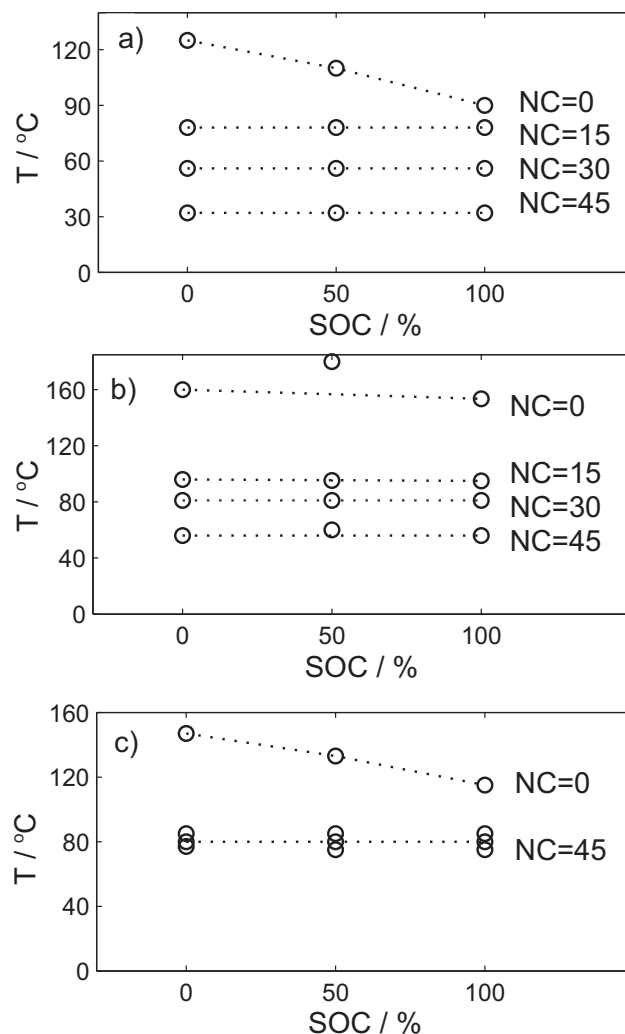 a)
T / °C
120
90
60
30
0
NC=0
NC=15
NC=30
NC=45
0 50 100
SOC / %
b)
T / °C
160
120
80
40
0
NC=0
NC=15
NC=30
NC=45
0 50 100
SOC / %
c)
T / °C
160
120
80
40
0
NC=0
NC=45
0 50 100
SOC / %